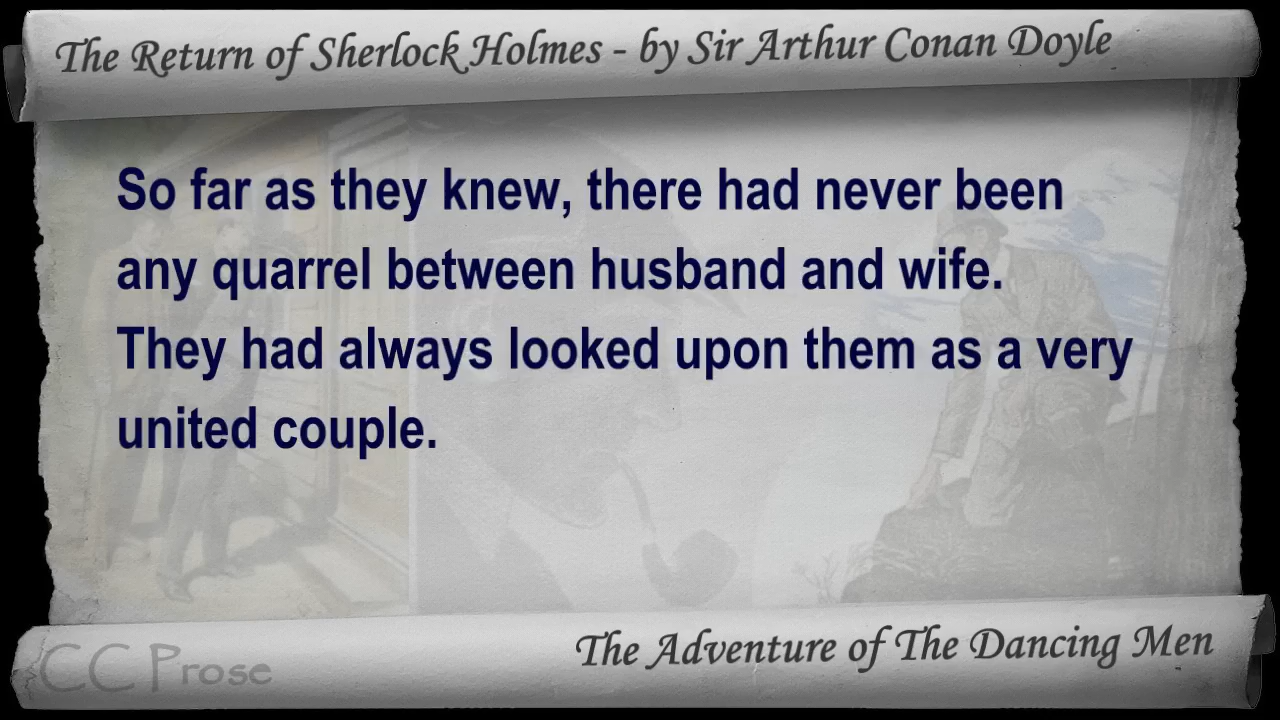 The Return of Sherlock Holmes - by Sir Arthur Conan Doyle
So far as they knew, there had never been
any quarrel between husband and wife.
They had always looked upon them as a very
united couple.
The Adventure of The Dancing Men
CC Prose